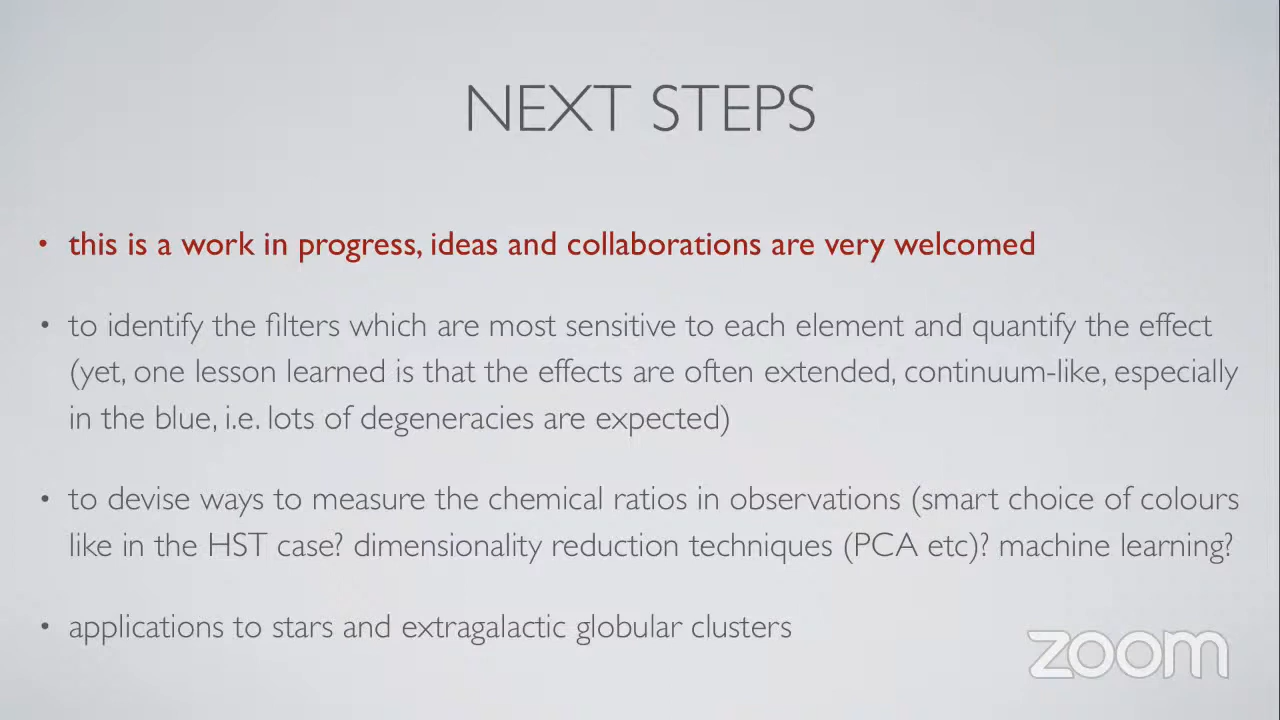 NEXT STEPS
• this is a work in progress, ideas and collaborations are very welcomed
• to identify the filters which are most sensitive to each element and quantify the effect
(yet, one lesson learned is that the effects are often extended, continuum-like, especially
in the blue, i.e. lots of degeneracies are expected)
• to devise ways to measure the chemical ratios in observations (smart choice of colours
like in the HST case? dimensionality reduction techniques (PCA etc)? machine learning?
• applications to stars and extragalactic globular clusters
zoom